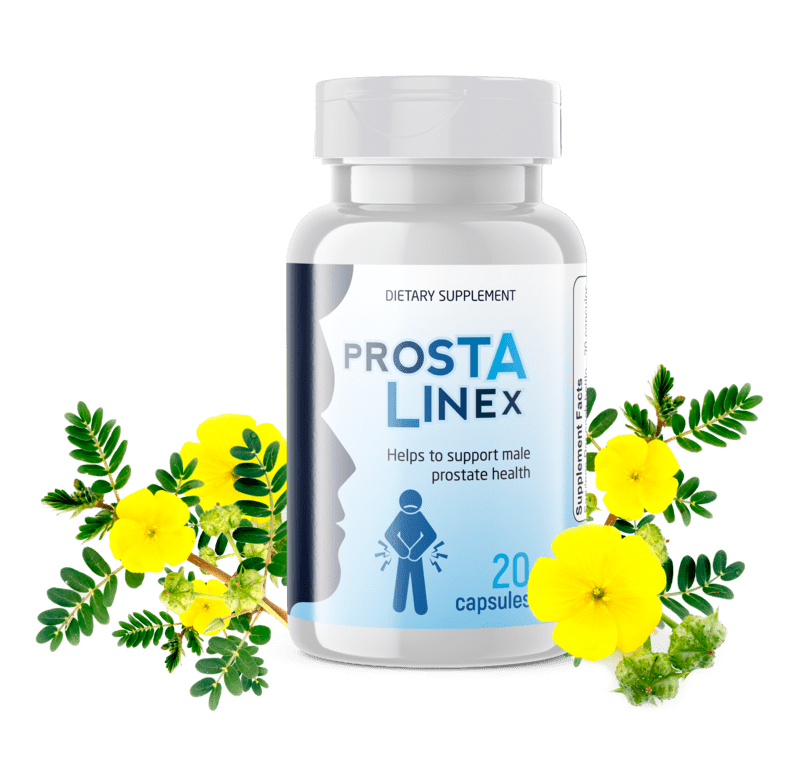 DIETARY SUPPLEMENT
PROSTA
LINEX
Helps to support male
prostate health
20
capsules
Supplement Facts